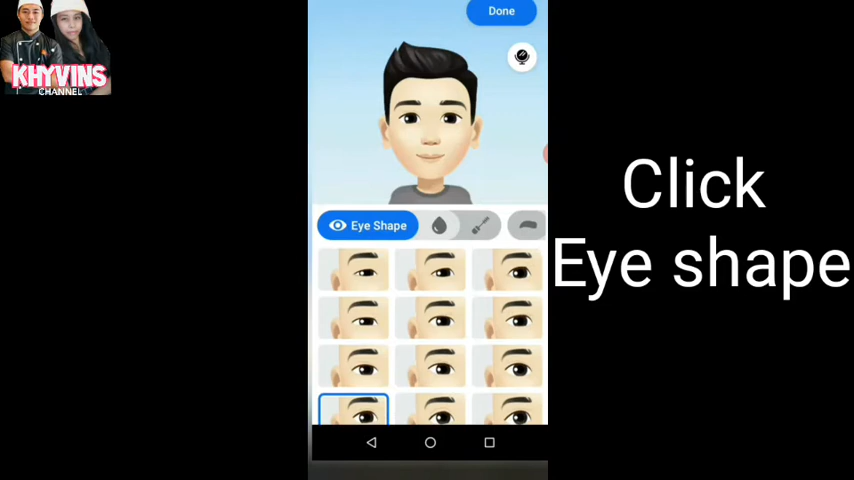 KHYVINS
CHANNEL
Done
Eye Shape
Click
Eye shape